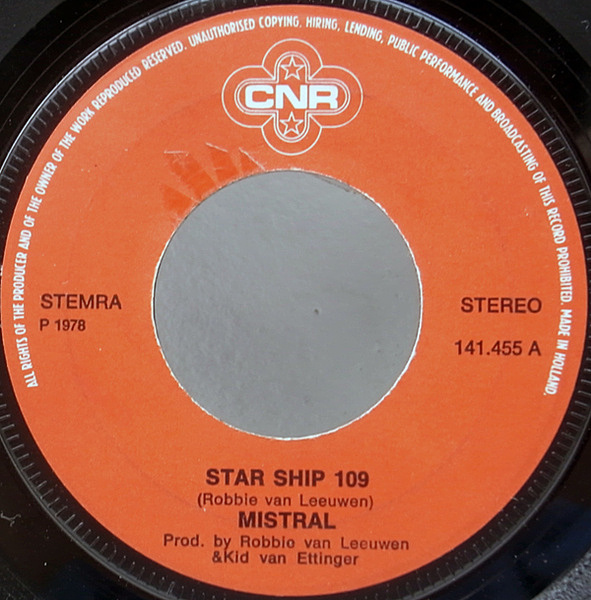 ALL RIGHTS OF THE PRODUCER AND OF THE OWNER OF THE WORK REPRODUCED RESERVED. UNAUTHORISED COPYING, HIRING, LENDING, PUBLIC PERFORMANCE AND BROADCASTING OF THIS RECORD PROHIBITED. MADE IN HOLLAND.
CNR
STEMRA
P 1978
STEREO
141.455 A
STAR SHIP 109
(Robbie van Leeuwen)
MISTRAL
Prod. by Robbio van Leeuwen
&Kid van Ettinger